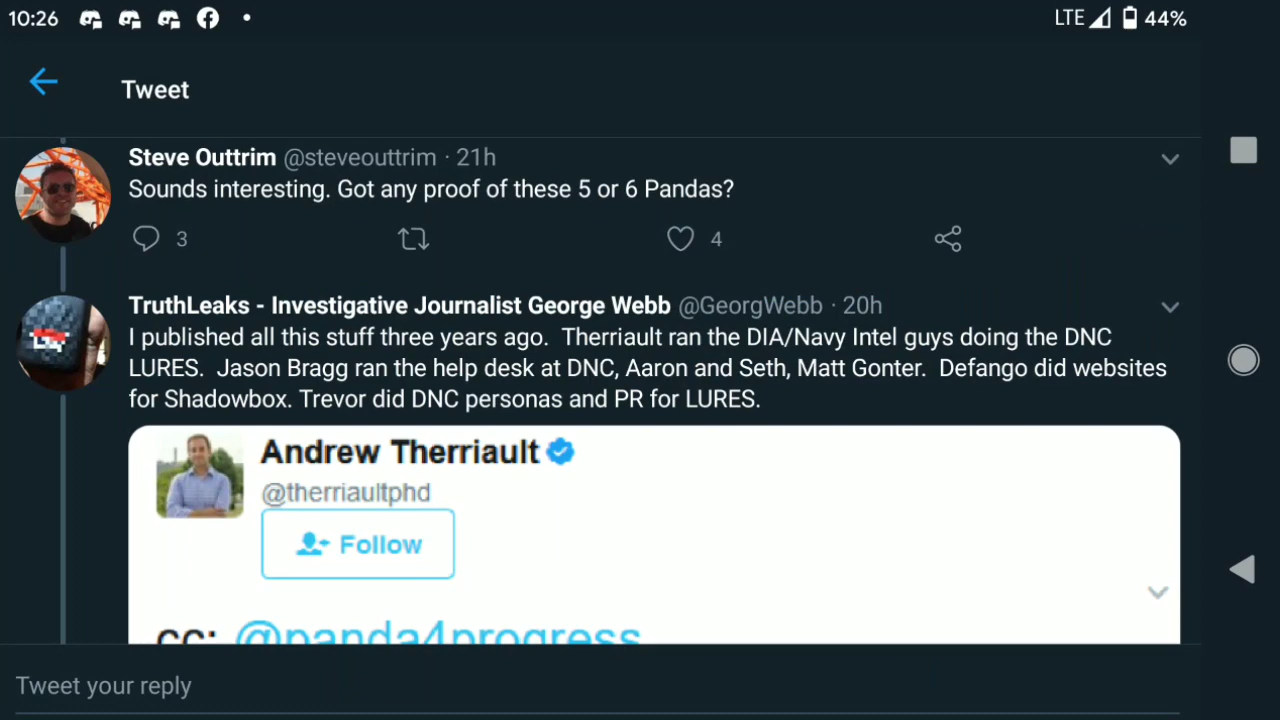 10:26
LTE 44%
Tweet
Steve Outtrim @steveouttrim · 21h
Sounds interesting. Got any proof of these 5 or 6 Pandas?
3 4
TruthLeaks - Investigative Journalist George Webb @GeorgWebb · 20h
I published all this stuff three years ago. Therriault ran the DIA/Navy Intel guys doing the DNC
LURES. Jason Bragg ran the help desk at DNC, Aaron and Seth, Matt Gonter. Defango did websites
for Shadowbox. Trevor did DNC personas and PR for LURES.
Andrew Therriault
@therriaultphd
Follow
cc: @panda4progress
Tweet your reply